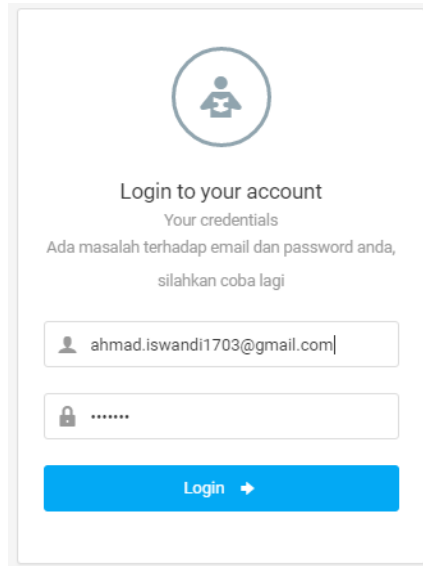 Login to your account
Your credentials
Ada masalah terhadap email dan password anda,
silahkan coba lagi
ahmad.iswandi1703@gmail.com
•••••••
Login